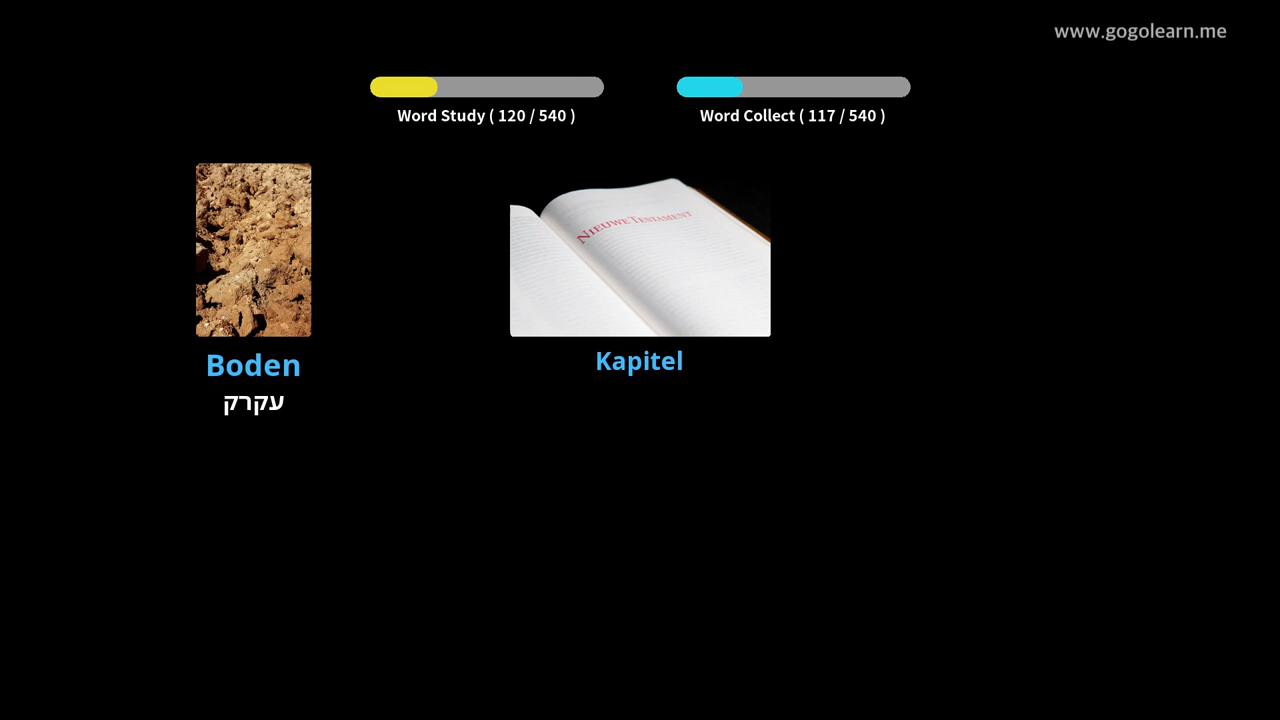 www.gogolearn.me
Word Study ( 120 / 540 )
Word Collect ( 117 / 540 )
NIEUWE TESTAMENT
Boden
עקרק
Kapitel